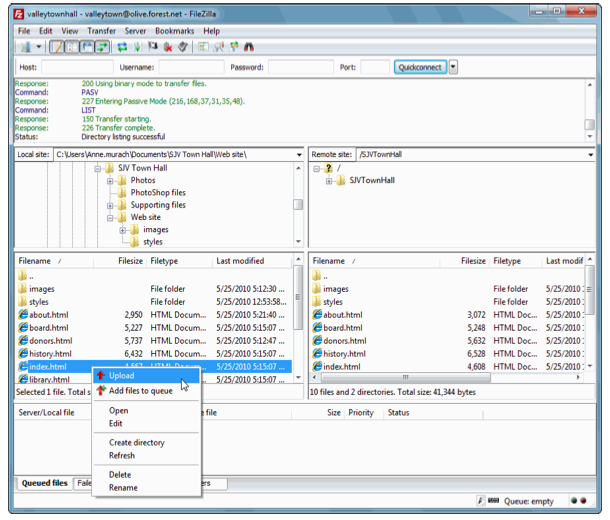 valleytownhall - valleytown@olive.forest.net - FileZilla
File Edit View Transfer Server Bookmarks Help
Host: Username: Password: Port: Quickconnect
Response: 200 Using binary mode to transfer files.
Command: PASV
Response: 227 Entering Passive Mode (216,168,37,31,35,48).
Command: LIST
Response: 150 Transfer starting.
Response: 226 Transfer complete.
Status: Directory listing successful
Local site: C:\Users\Anne.murach\Documents\SJV Town Hall\Web site\
SJV Town Hall
Photos
PhotoShop files
Supporting files
Web site
images
styles
Remote site: /SJVTownHall
/
SJVTownHall
Filename / Filesize Filetype Last modified
..
images File folder 5/25/2010 5:12:30 ...
styles File folder 5/25/2010 12:53:58...
about.html 2,950 HTML Docum... 5/25/2010 5:21:40 ...
board.html 5,227 HTML Docum... 5/25/2010 5:15:07 ...
donors.html 5,737 HTML Docum... 5/25/2010 5:12:47 ...
history.html 6,432 HTML Docum... 5/25/2010 5:15:07 ...
index.html 4,567 HTML Docum... 5/25/2010 5:15:07 ...
library.html 5/25/2010 5:15:07 ...
Selected 1 file. Total s
Filename / Filesize Filetype Last modif
..
images File folder 5/25/2010
styles File folder 5/25/2010
about.html 3,072 HTML Doc... 5/25/2010
board.html 5,248 HTML Doc... 5/25/2010
donors.html 5,632 HTML Doc... 5/25/2010
history.html 6,528 HTML Doc... 5/25/2010
index.html 4,608 HTML Doc... 5/25/2010
10 files and 2 directories. Total size: 41,344 bytes
Upload
Add files to queue
Open
Edit
Create directory
Refresh
Delete
Rename
Server/Local file e file Size Priority Status
Queued files Faile ers
Queue: empty